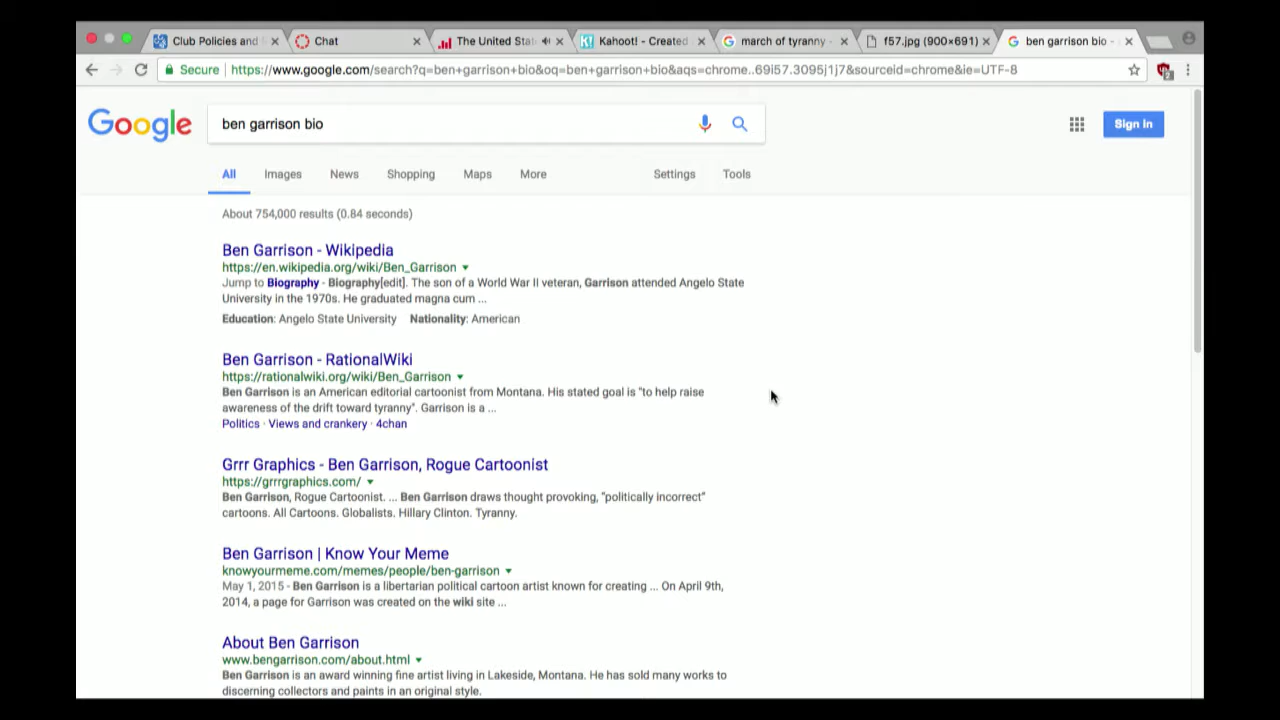 Club Policies and
Chat
The United Stat
Kahoot! - Created
march of tyranny -
f57.jpg (900×691)
ben garrison bio -
Secure
https://www.google.com/search?q=ben+garrison+bio&oq=ben+garrison+bio&aqs=chrome..69i57.3095j1j7&sourceid=chrome&ie=UTF-8
2
Google
ben garrison bio
Sign in
All Images News Shopping Maps More Settings Tools
About 754,000 results (0.84 seconds)
Ben Garrison - Wikipedia
https://en.wikipedia.org/wiki/Ben_Garrison
Jump to Biography - Biography[edit]. The son of a World War II veteran, Garrison attended Angelo State
University in the 1970s. He graduated magna cum ...
Education: Angelo State University Nationality: American
Ben Garrison - RationalWiki
https://rationalwiki.org/wiki/Ben_Garrison
Ben Garrison is an American editorial cartoonist from Montana. His stated goal is "to help raise
awareness of the drift toward tyranny". Garrison is a ...
Politics · Views and crankery · 4chan
Grrr Graphics - Ben Garrison, Rogue Cartoonist
https://grrrgraphics.com/
Ben Garrison, Rogue Cartoonist. ... Ben Garrison draws thought provoking, "politically incorrect"
cartoons. All Cartoons. Globalists. Hillary Clinton. Tyranny.
Ben Garrison | Know Your Meme
knowyourmeme.com/memes/people/ben-garrison
May 1, 2015 - Ben Garrison is a libertarian political cartoon artist known for creating ... On April 9th,
2014, a page for Garrison was created on the wiki site ...
About Ben Garrison
www.bengarrison.com/about.html
Ben Garrison is an award winning fine artist living in Lakeside, Montana. He has sold many works to
discerning collectors and paints in an original style.